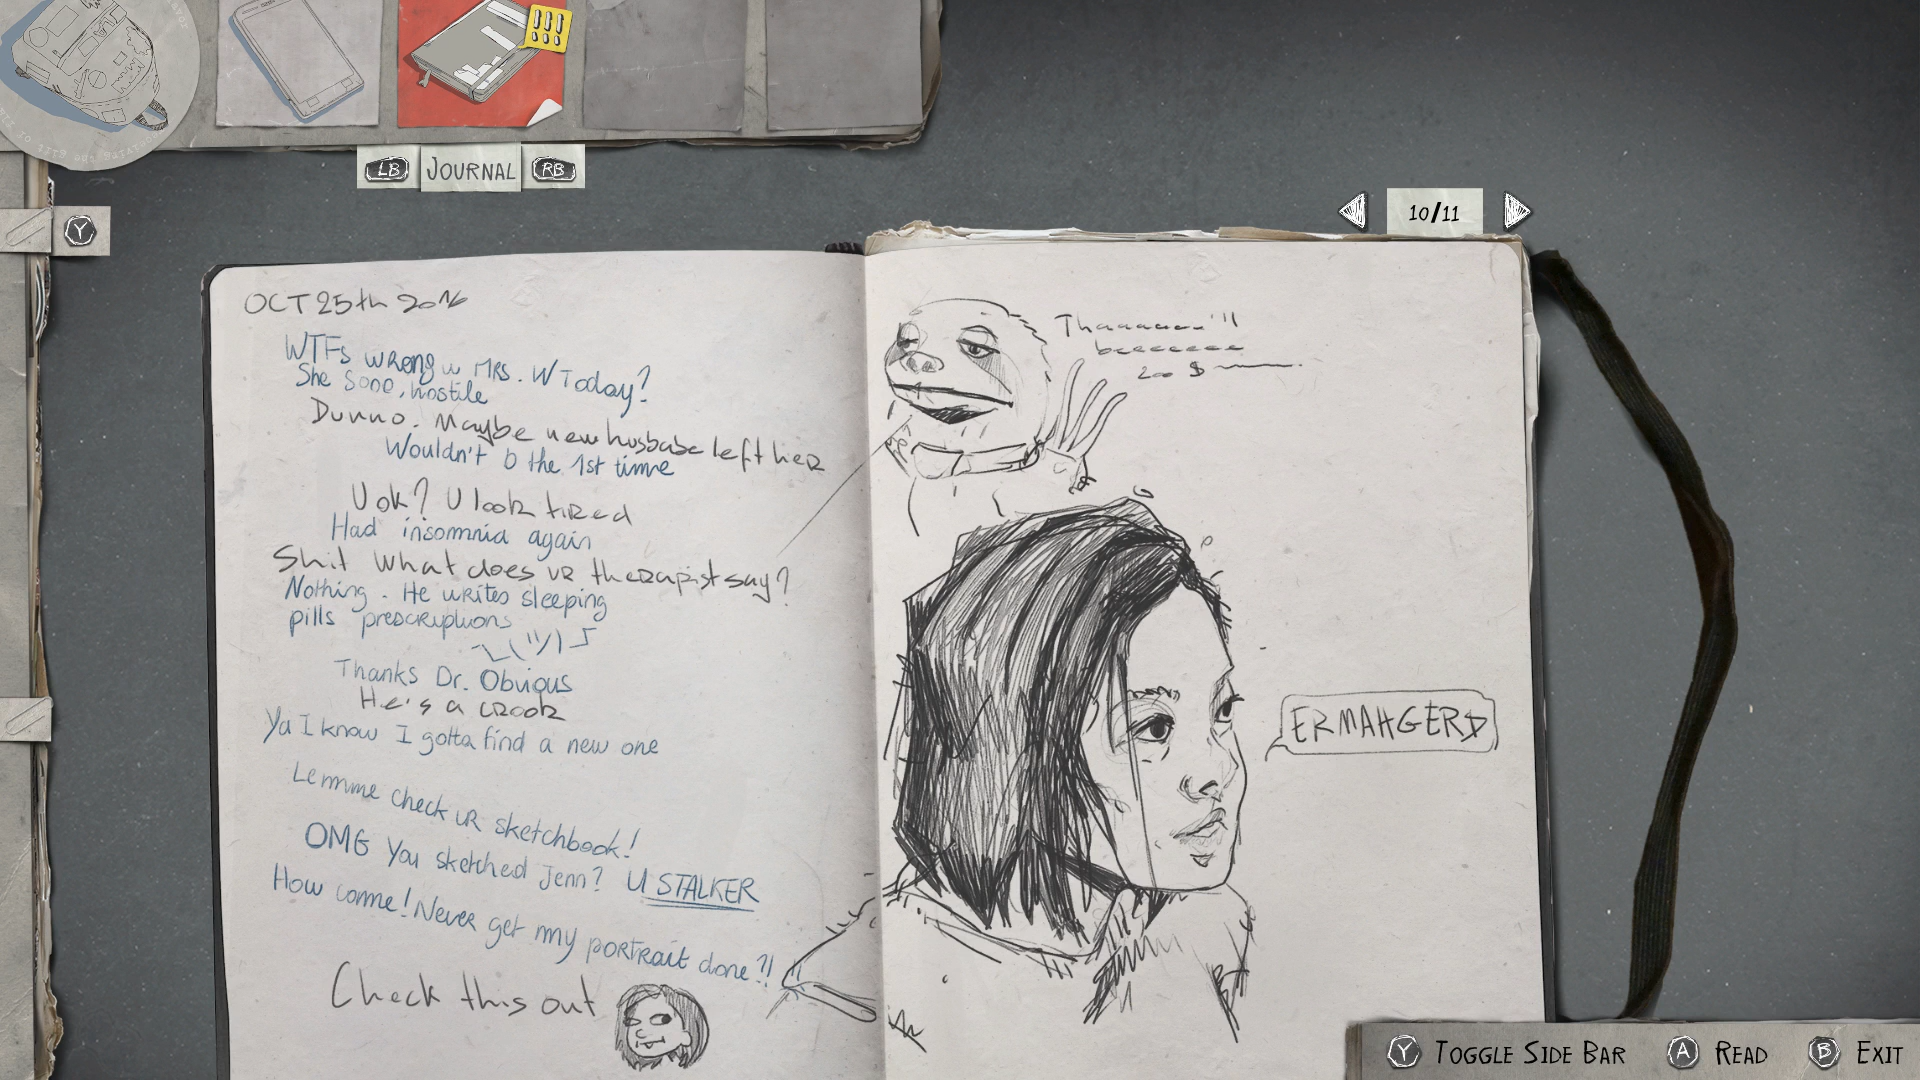 LB JOURNAL RB
Y
10/11
OCT 25th 2016
WTFs wrong w MRS. W Today?
She sooo, hostile
Dunno. Maybe new husbabe left her
Wouldn't b the 1st time
U ok? U look tired
Had insomnia again
Shit What does ur therapist say?
Nothing. He writes sleeping
pills prescriptions
¯\_(ツ)_/¯
Thanks Dr. Obvious
He's a crook
Ya I know I gotta find a new one
Lemme check ur sketchbook!
OMG You sketched Jenn? U STALKER
How come! Never get my portrait done?!!
Check this out
20 $
ERMAHGERD
Y TOGGLE SIDE BAR A READ B EXIT